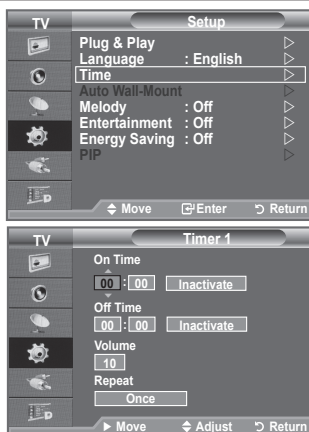 TV Setup
Plug & Play
Language : English
Time
Auto Wall-Mount
Melody : Off
Entertainment : Off
Energy Saving : Off
PIP
Move Enter Return
TV Timer 1
On Time
00 : 00 Inactivate
Off Time
00 : 00 Inactivate
Volume
10
Repeat
Once
Move Adjust Return